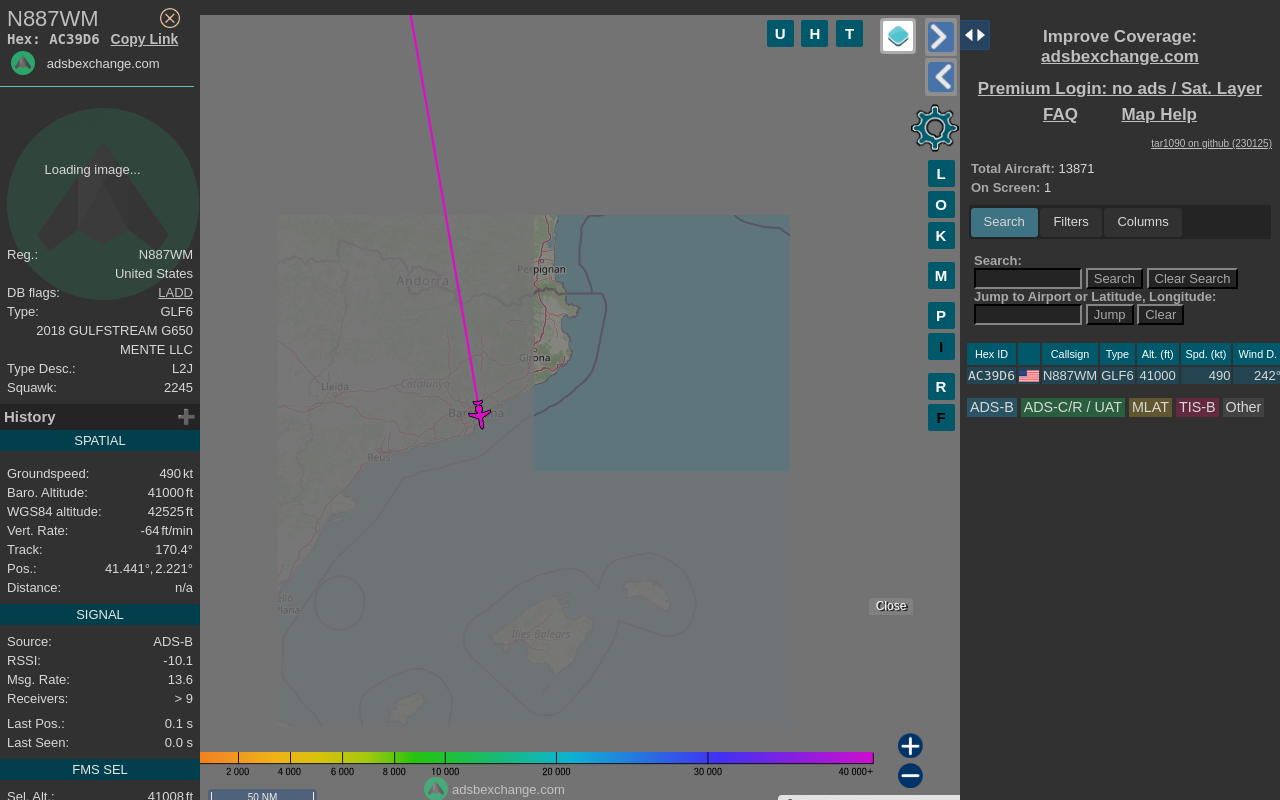 N887WM
Hex: AC39D6 Copy Link
adsbexchange.com
Loading image...
Reg.: N887WM
United States
DB flags: LADD
Type: GLF6
2018 GULFSTREAM G650
MENTE LLC
Type Desc.: L2J
Squawk: 2245
History
SPATIAL
Groundspeed: 490 kt
Baro. Altitude: 41000 ft
WGS84 altitude: 42525 ft
Vert. Rate: -64 ft/min
Track: 170.4°
Pos.: 41.441°, 2.221°
Distance: n/a
SIGNAL
Source: ADS-B
RSSI: -10.1
Msg. Rate: 13.6
Receivers: > 9
Last Pos.: 0.1 s
Last Seen: 0.0 s
FMS SEL
Sel. Alt.: 41008 ft
U H T
L
O
K
M
P
I
R
F
Andorra
Perpignan
Girona
Lleida
Catalunya
Barcelona
Reus
Illes Balears
Close
2 000 4 000 6 000 8 000 10 000 20 000 30 000 40 000+
adsbexchange.com
50 NM
Improve Coverage:
adsbexchange.com
Premium Login: no ads / Sat. Layer
FAQ Map Help
tar1090 on github (230125)
Total Aircraft: 13871
On Screen: 1
Search Filters Columns
Search:
Search Clear Search
Jump to Airport or Latitude, Longitude:
Jump Clear
Hex ID Callsign Type Alt. (ft) Spd. (kt) Wind D.
AC39D6 N887WM GLF6 41000 490 242°
ADS-B ADS-C/R / UAT MLAT TIS-B Other